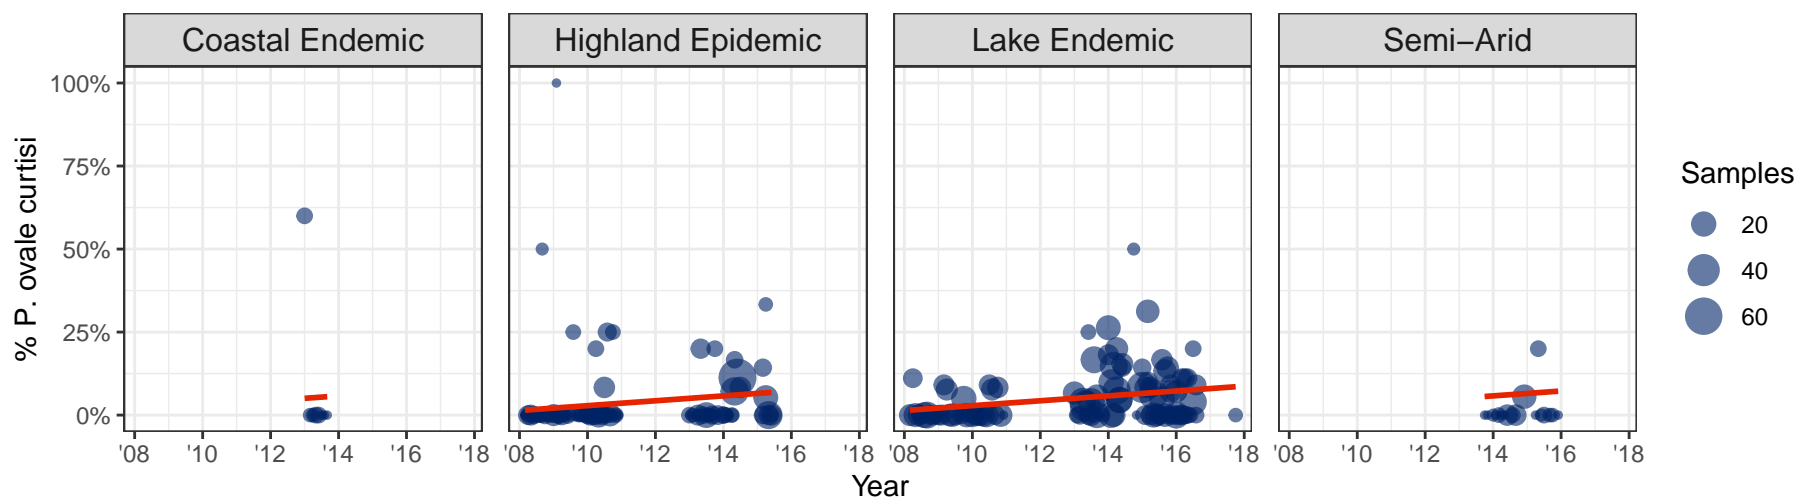 Coastal Endemic
Highland Epidemic
Lake Endemic
Semi−Arid
% P. ovale curtisi
100%
75%
50%
25%
0%
'08 '10 '12 '14 '16 '18
'08 '10 '12 '14 '16 '18
'08 '10 '12 '14 '16 '18
'08 '10 '12 '14 '16 '18
Year
Samples
20
40
60